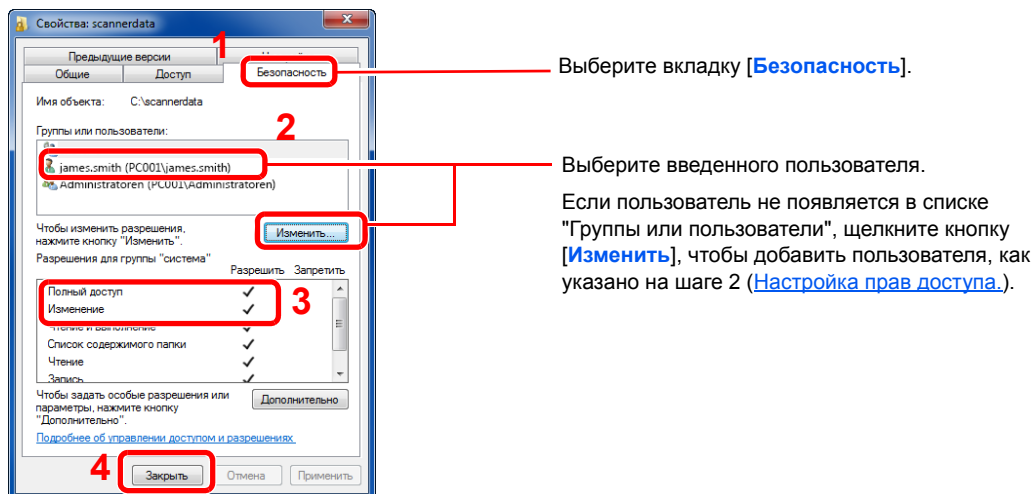 Свойства: scannerdata
1
Предыдущие версии
Общие
Доступ
Безопасность
Выберите вкладку [Безопасность].
Имя объекта: C:\scannerdata
Группы или пользователи:
2
james.smith (PC001\james.smith)
Administratoren (PC001\Administratoren)
Выберите введенного пользователя.
Если пользователь не появляется в списке
"Группы или пользователи", щелкните кнопку
[Изменить], чтобы добавить пользователя, как
указано на шаге 2 (Настройка прав доступа.).
Чтобы изменить разрешения,
нажмите кнопку "Изменить".
Изменить...
Разрешения для группы "система"
Разрешить Запретить
3
Полный доступ
Изменение
Чтение и выполнение
Список содержимого папки
Чтение
Запись
Чтобы задать особые разрешения или
параметры, нажмите кнопку
"Дополнительно".
Дополнительно
Подробнее об управлении доступом и разрешениях
4
Закрыть
Отмена
Применить